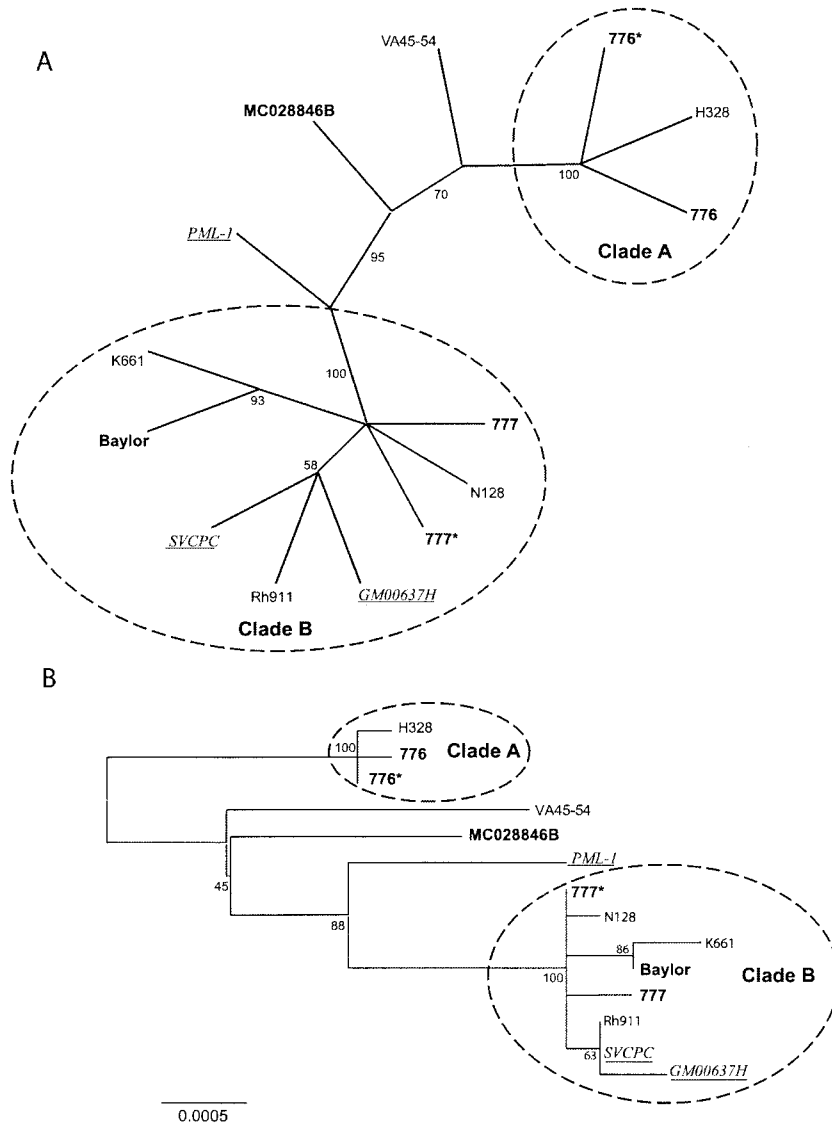 A
VA45-54
776*
MC028846B
H328
70
100
776
PML-1
Clade A
95
K661
100
93
777
Baylor
58
N128
SVCPC
777*
Rh911
GM00637H
Clade B
B
H328
100
776
Clade A
776*
VA45-54
MC028846B
PML-1
45
777*
N128
88
86
K661
Baylor
Clade B
100
777
Rh911
63
SVCPC
GM00637H
0.0005